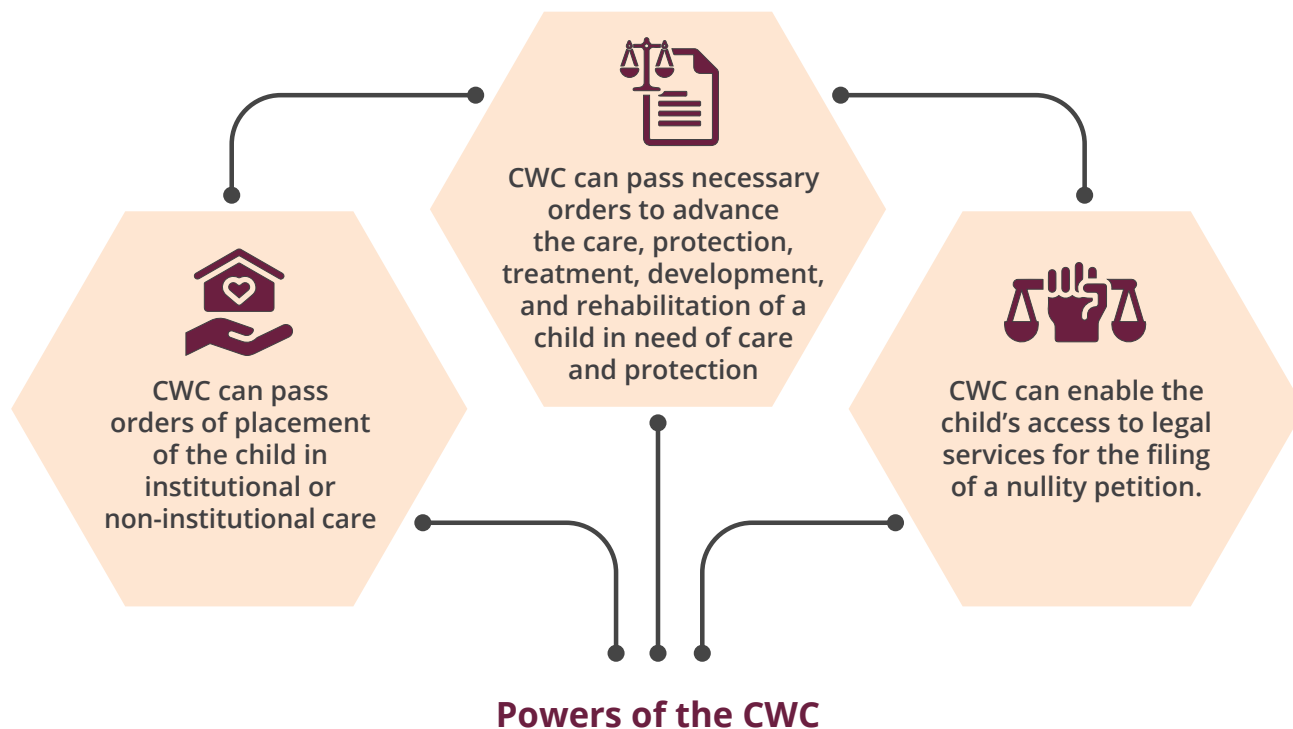 CWC can pass necessary
orders to advance
the care, protection,
treatment, development,
and rehabilitation of a
child in need of care
and protection
CWC can pass
orders of placement
of the child in
institutional or
non-institutional care
CWC can enable the
child’s access to legal
services for the filing
of a nullity petition.
Powers of the CWC